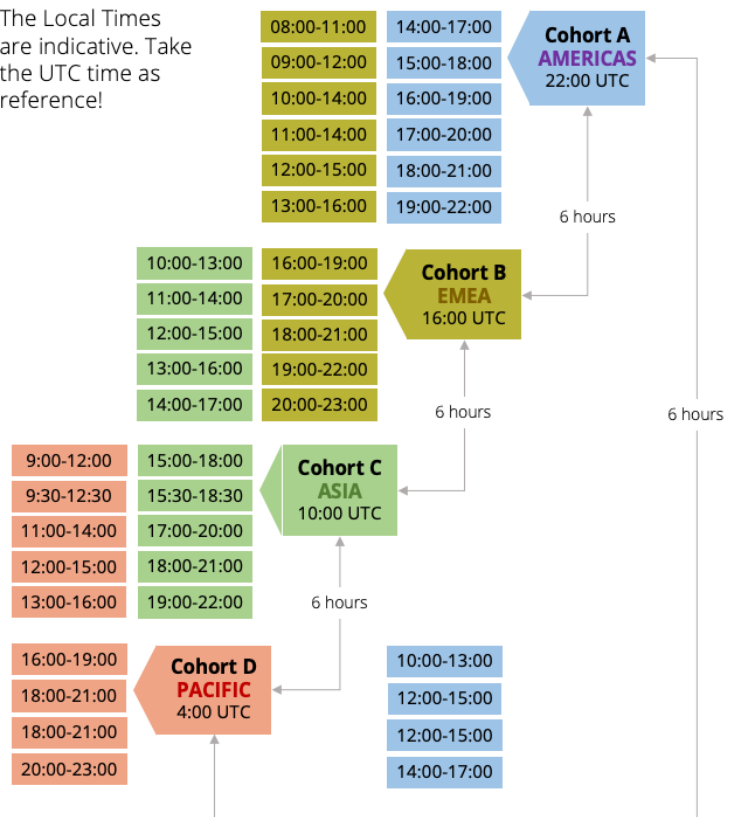 The Local Times
are indicative. Take
the UTC time as
reference!
08:00-11:00 14:00-17:00
09:00-12:00 15:00-18:00
10:00-14:00 16:00-19:00
11:00-14:00 17:00-20:00
12:00-15:00 18:00-21:00
13:00-16:00 19:00-22:00
Cohort A
AMERICAS
22:00 UTC
6 hours
10:00-13:00 16:00-19:00
11:00-14:00 17:00-20:00
12:00-15:00 18:00-21:00
13:00-16:00 19:00-22:00
14:00-17:00 20:00-23:00
Cohort B
EMEA
16:00 UTC
6 hours
6 hours
9:00-12:00 15:00-18:00
9:30-12:30 15:30-18:30
11:00-14:00 17:00-20:00
12:00-15:00 18:00-21:00
13:00-16:00 19:00-22:00
Cohort C
ASIA
10:00 UTC
6 hours
16:00-19:00
18:00-21:00
18:00-21:00
20:00-23:00
Cohort D
PACIFIC
4:00 UTC
10:00-13:00
12:00-15:00
12:00-15:00
14:00-17:00